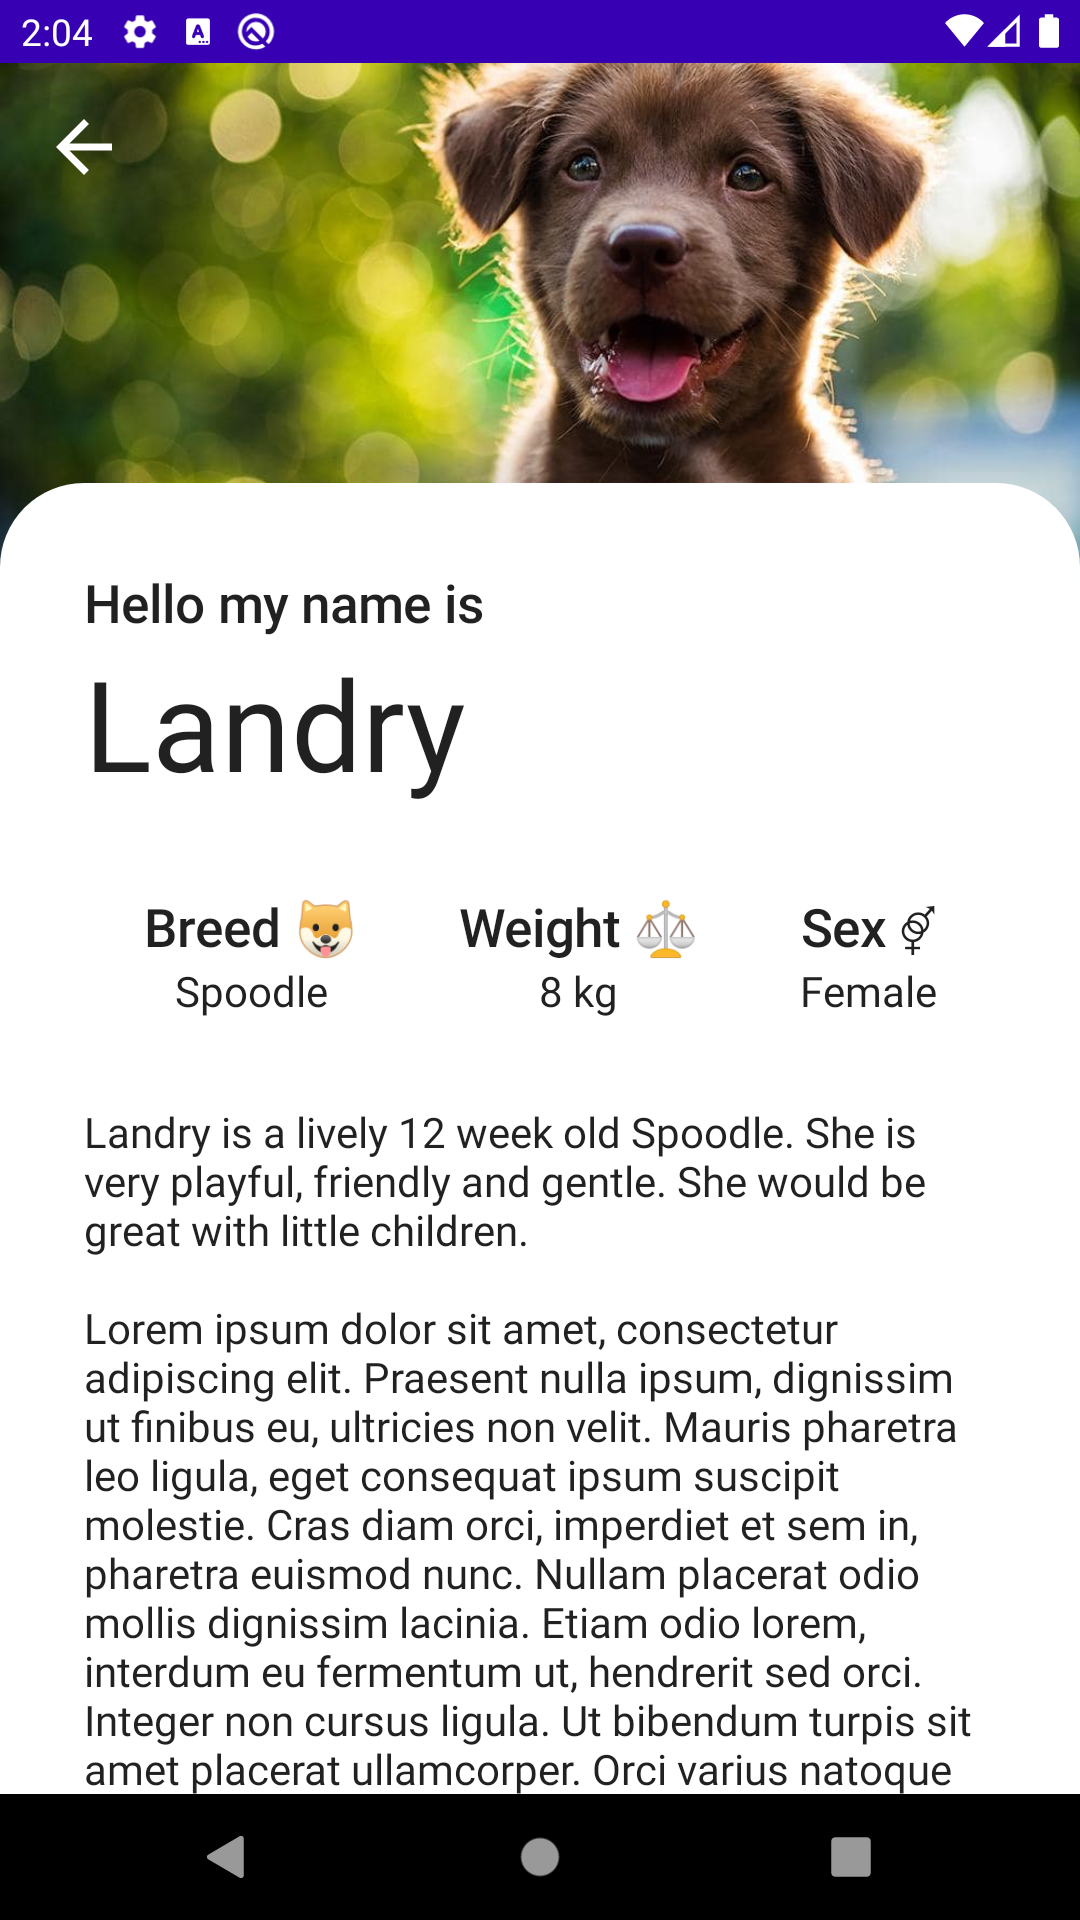 2:04
Hello my name is
Landry
Breed 🐶 Weight ⚖️ Sex ⚤
Spoodle 8 kg Female
Landry is a lively 12 week old Spoodle. She is
very playful, friendly and gentle. She would be
great with little children.
Lorem ipsum dolor sit amet, consectetur
adipiscing elit. Praesent nulla ipsum, dignissim
ut finibus eu, ultricies non velit. Mauris pharetra
leo ligula, eget consequat ipsum suscipit
molestie. Cras diam orci, imperdiet et sem in,
pharetra euismod nunc. Nullam placerat odio
mollis dignissim lacinia. Etiam odio lorem,
interdum eu fermentum ut, hendrerit sed orci.
Integer non cursus ligula. Ut bibendum turpis sit
amet placerat ullamcorper. Orci varius natoque